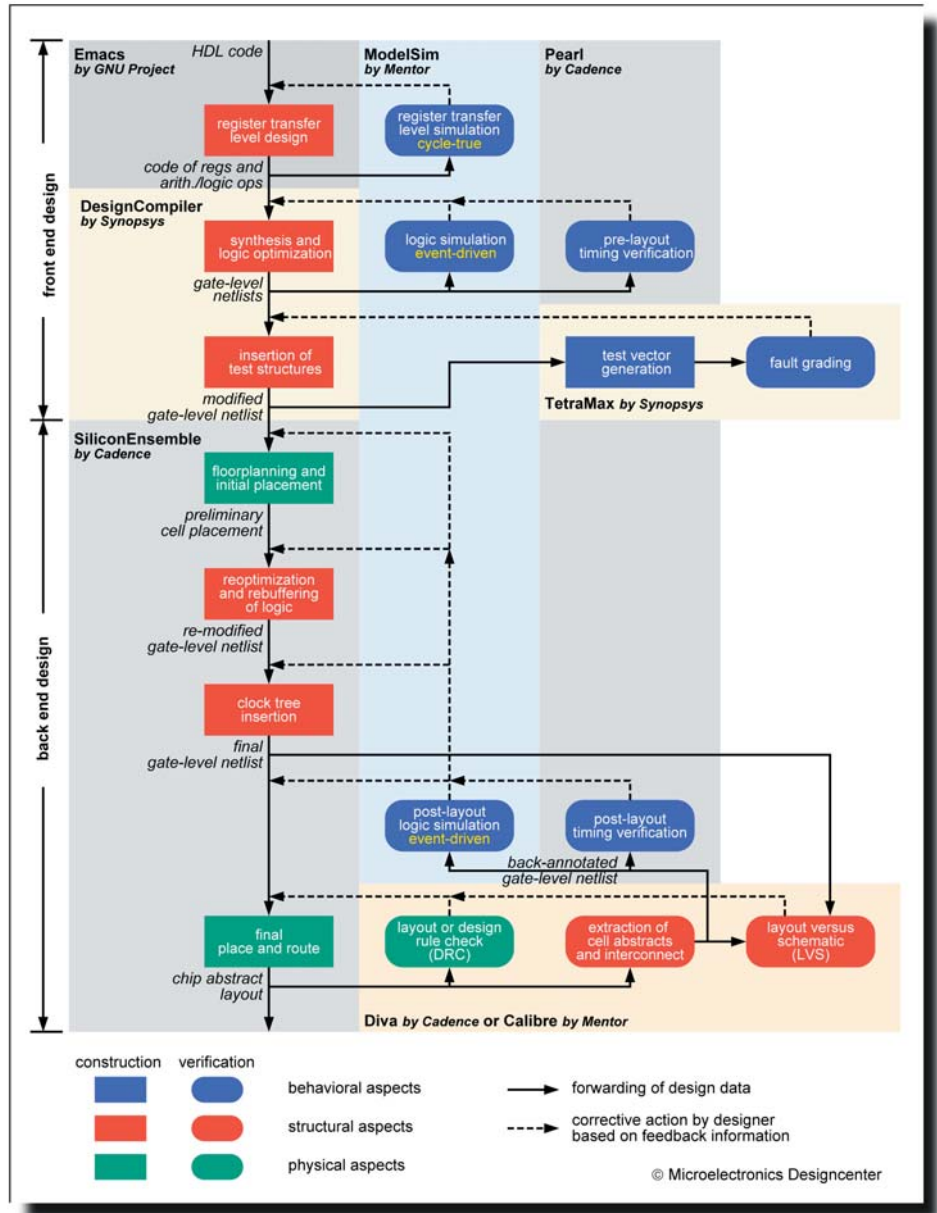 Emacs
by GNU Project
HDL code
ModelSim
by Mentor
Pearl
by Cadence
register transfer
level design
register transfer
level simulation
cycle-true
code of regs and
arith./logic ops
front end design
DesignCompiler
by Synopsys
synthesis and
logic optimization
logic simulation
event-driven
pre-layout
timing verification
gate-level
netlists
insertion of
test structures
test vector
generation
fault grading
modified
gate-level netlist
TetraMax by Synopsys
SiliconEnsemble
by Cadence
floorplanning and
initial placement
preliminary
cell placement
reoptimization
and rebuffering
of logic
re-modified
gate-level netlist
back end design
clock tree
insertion
final
gate-level netlist
post-layout
logic simulation
event-driven
post-layout
timing verification
back-annotated
gate-level netlist
final
place and route
layout or design
rule check
(DRC)
extraction of
cell abstracts
and interconnect
layout versus
schematic
(LVS)
chip abstract
layout
Diva by Cadence or Calibre by Mentor
construction
verification
behavioral aspects
forwarding of design data
structural aspects
corrective action by designer
based on feedback information
physical aspects
© Microelectronics Designcenter